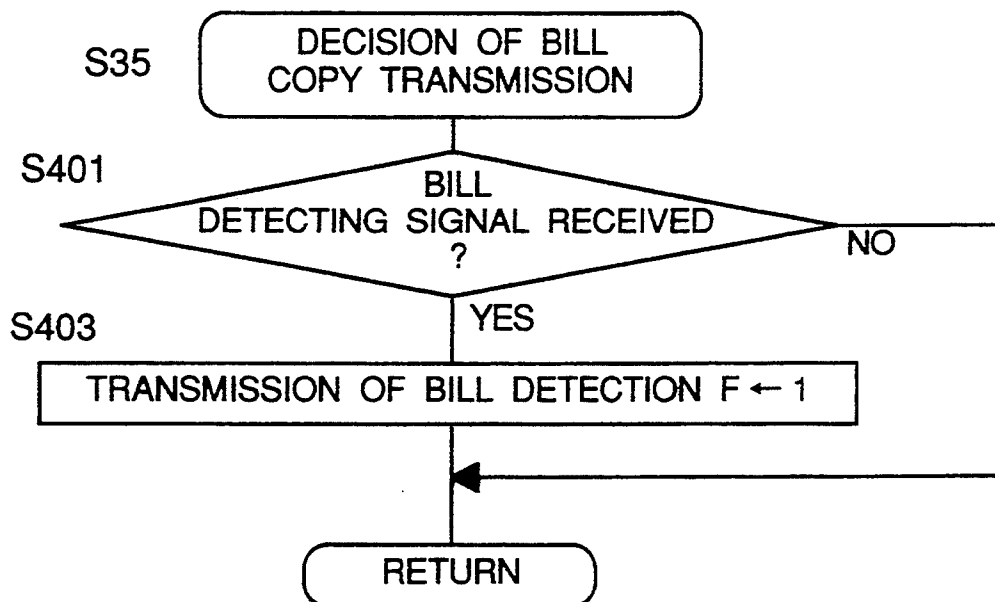 S35
DECISION OF BILL
COPY TRANSMISSION
S401
BILL
DETECTING SIGNAL RECEIVED
?
NO
YES
S403
TRANSMISSION OF BILL DETECTION F ← 1
RETURN